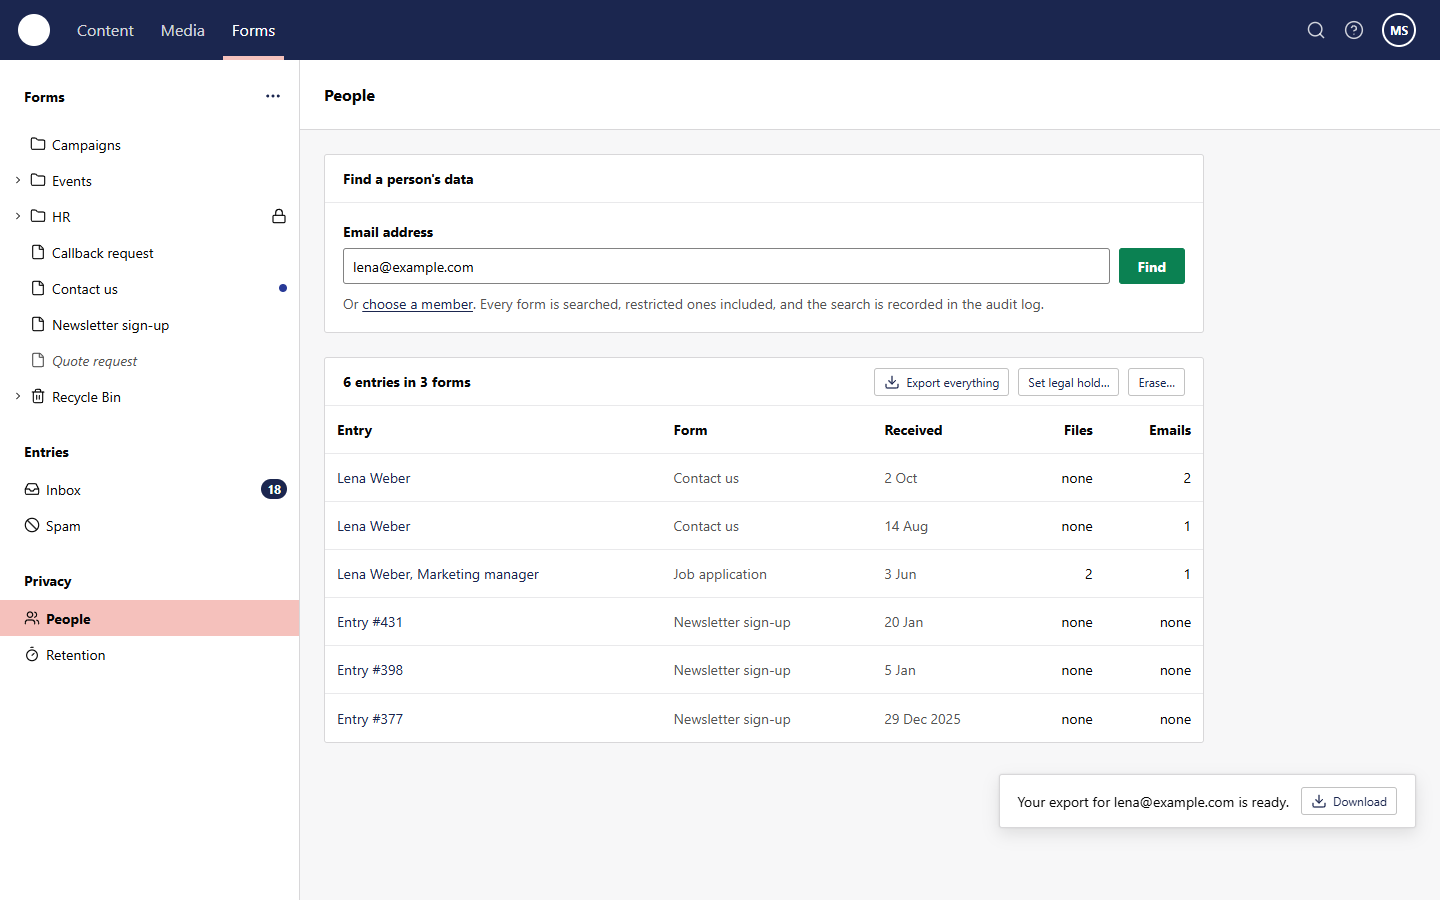 Content Media Forms MS
Forms
Campaigns
Events
HR
Callback request
Contact us
Newsletter sign-up
Quote request
Recycle Bin
Entries
Inbox 18
Spam
Privacy
People
Retention
People
Find a person's data
Email address
lena@example.com Find
Or choose a member. Every form is searched, restricted ones included, and the search is recorded in the audit log.
6 entries in 3 forms Export everything Set legal hold... Erase...
Entry Form Received Files Emails
Lena Weber Contact us 2 Oct none 2
Lena Weber Contact us 14 Aug none 1
Lena Weber, Marketing manager Job application 3 Jun 2 1
Entry #431 Newsletter sign-up 20 Jan none none
Entry #398 Newsletter sign-up 5 Jan none none
Entry #377 Newsletter sign-up 29 Dec 2025 none none
Your export for lena@example.com is ready. Download